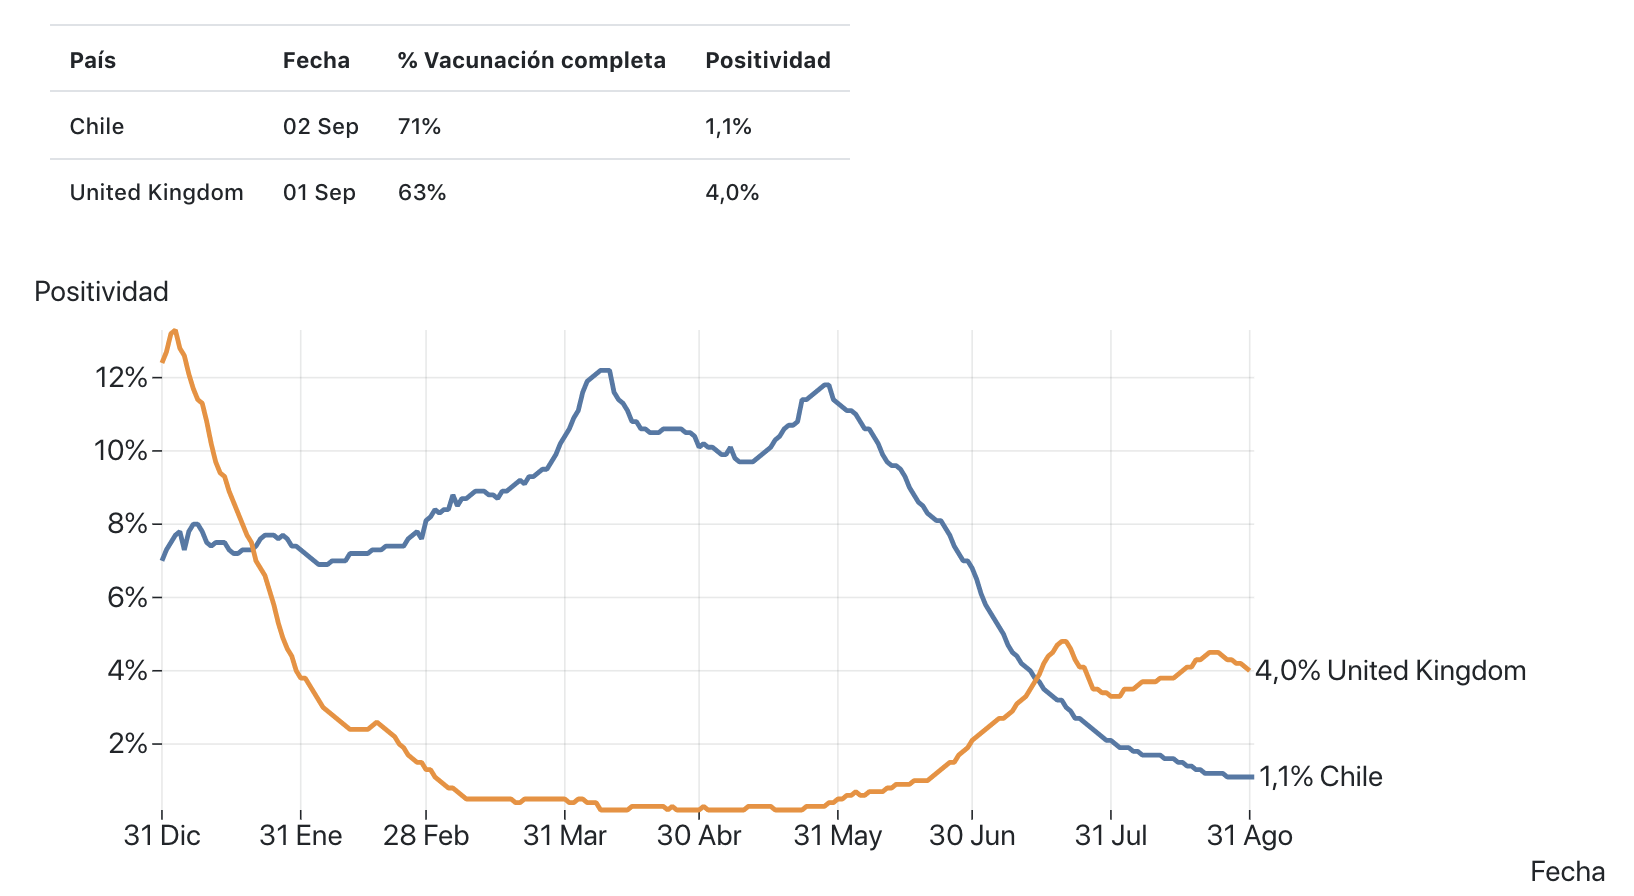 País Fecha % Vacunación completa Positividad
Chile 02 Sep 71% 1,1%
United Kingdom 01 Sep 63% 4,0%
Positividad
12%
10%
8%
6%
4%
2%
4,0% United Kingdom
1,1% Chile
31 Dic 31 Ene 28 Feb 31 Mar 30 Abr 31 May 30 Jun 31 Jul 31 Ago
Fecha